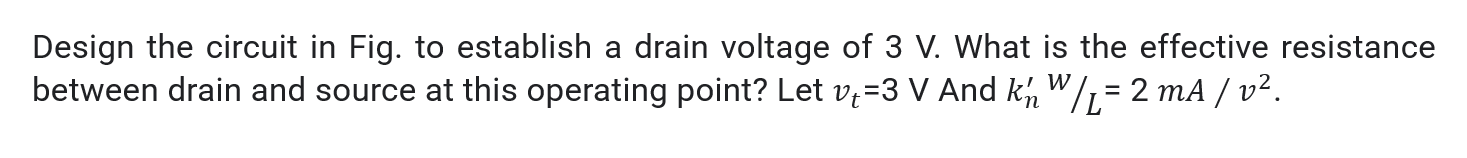 Design the circuit in Fig. to establish a drain voltage of 3 V. What is the effective resistance
between drain and source at this operating point? Let v_t=3 V And k′_n W/L= 2 mA / v².